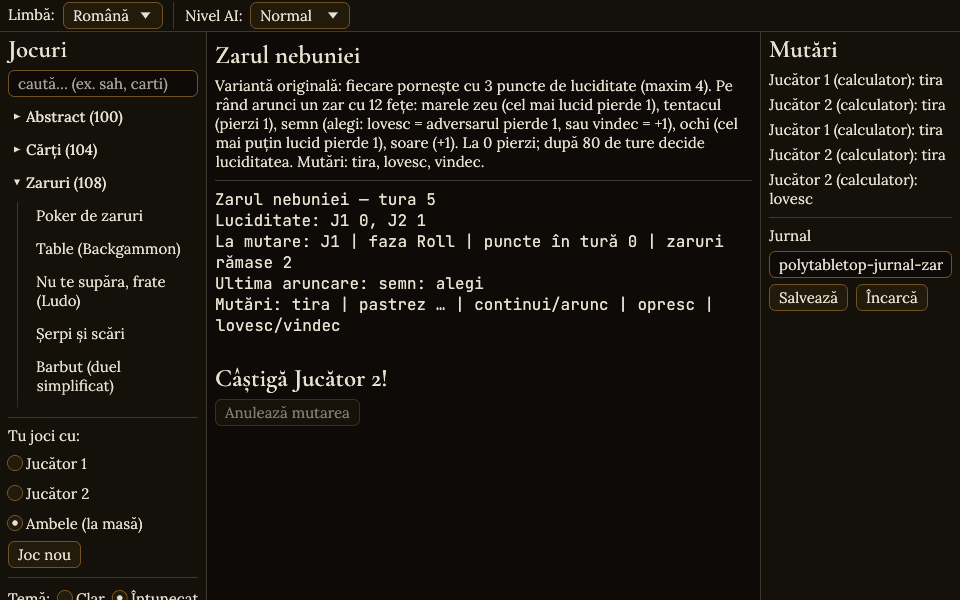 Limbă: Română ▼ Nivel AI: Normal ▼
Jocuri
caută... (ex. sah, carti)
▸ Abstract (100)
▸ Cărți (104)
▾ Zaruri (108)
Poker de zaruri
Table (Backgammon)
Nu te supăra, frate
(Ludo)
Șerpi și scări
Barbut (duel
simplificat)
Tu joci cu:
Jucător 1
Jucător 2
Ambele (la masă)
Joc nou
Temă: Clar Întunecat
Zarul nebuniei
Variantă originală: fiecare pornește cu 3 puncte de luciditate (maxim 4). Pe
rând arunci un zar cu 12 fețe: marele zeu (cel mai lucid pierde 1), tentacul
(pierzi 1), semn (alegi: lovesc = adversarul pierde 1, sau vindec = +1), ochi (cel
mai puțin lucid pierde 1), soare (+1). La 0 pierzi; după 80 de ture decide
luciditatea. Mutări: tira, lovesc, vindec.
Zarul nebuniei — tura 5
Luciditate: J1 0, J2 1
La mutare: J1 | faza Roll | puncte în tură 0 | zaruri
rămase 2
Ultima aruncare: semn: alegi
Mutări: tira | pastrez … | continui/arunc | opresc |
lovesc/vindec
Câștigă Jucător 2!
Anulează mutarea
Mutări
Jucător 1 (calculator): tira
Jucător 2 (calculator): tira
Jucător 1 (calculator): tira
Jucător 2 (calculator): tira
Jucător 2 (calculator):
lovesc
Jurnal
polytabletop-jurnal-zar
Salvează Încarcă